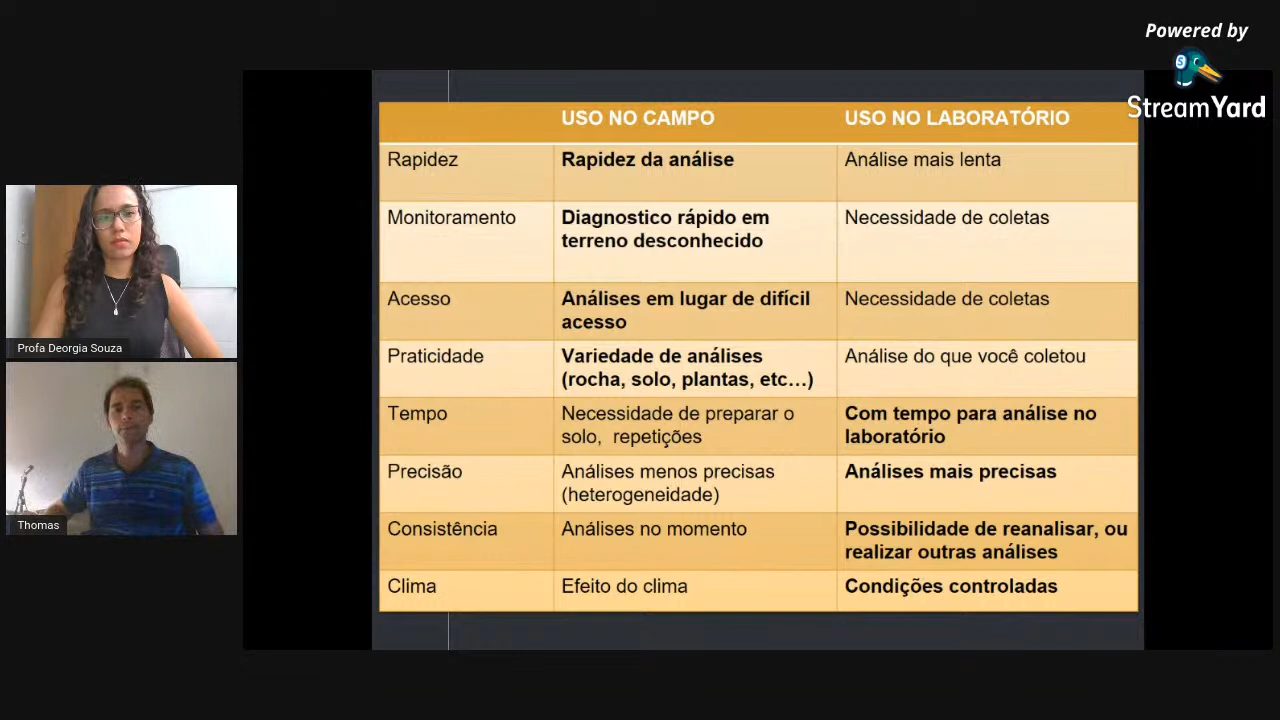 Powered by
StreamYard
USO NO CAMPO
USO NO LABORATÓRIO
Rapidez
Rapidez da análise
Análise mais lenta
Monitoramento
Diagnostico rápido em
terreno desconhecido
Necessidade de coletas
Acesso
Análises em lugar de difícil
acesso
Necessidade de coletas
Praticidade
Variedade de análises
(rocha, solo, plantas, etc…)
Análise do que você coletou
Tempo
Necessidade de preparar o
solo, repetições
Com tempo para análise no
laboratório
Precisão
Análises menos precisas
(heterogeneidade)
Análises mais precisas
Consistência
Análises no momento
Possibilidade de reanalisar, ou
realizar outras análises
Clima
Efeito do clima
Condições controladas
Profa Deorgia Souza
Thomas